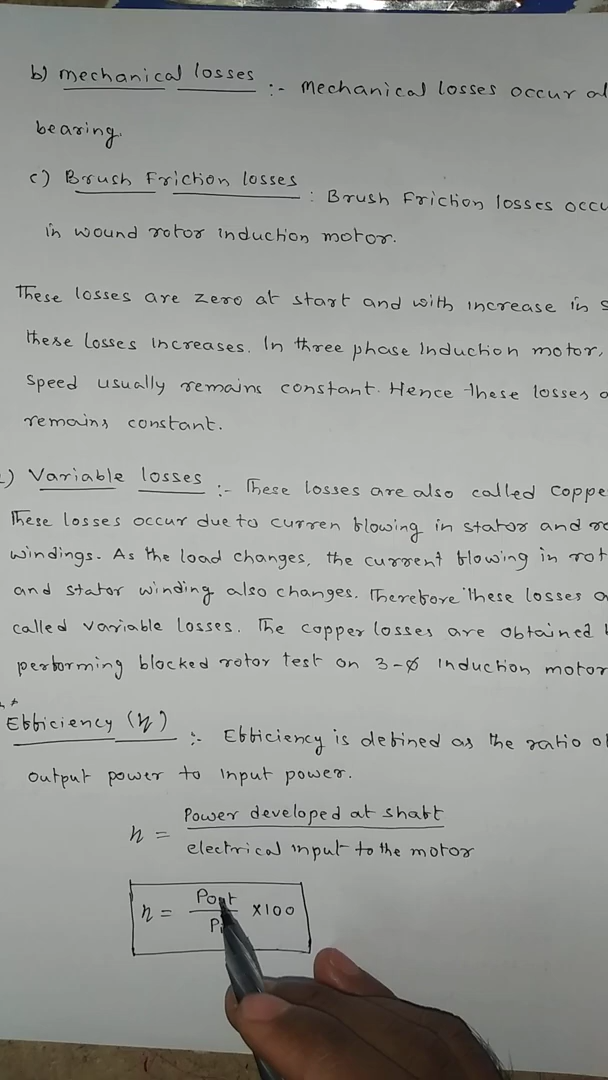 b) mechanical losses :- mechanical losses occur at
bearing.
c) Brush Friction losses : Brush Friction losses occu
in wound rotor induction motor.
These losses are zero at start and with increase in s
these losses increases. In three phase Induction motor,
speed usually remains constant. Hence these losses
remains constant.
) Variable losses :- These losses are also called coppe
These losses occur due to curren flowing in stator and ro
windings. As the load changes, the current flowing in rot
and stator winding also changes. Therefore these losses a
called variable losses. The copper losses are obtained
performing blocked rotor test on 3-ϕ Induction motor
Efficiency (η) :- Efficiency is defined as the ratio of
output power to input power.
η = Power developed at shaft
electrical input to the motor
η = Pout
P × 100